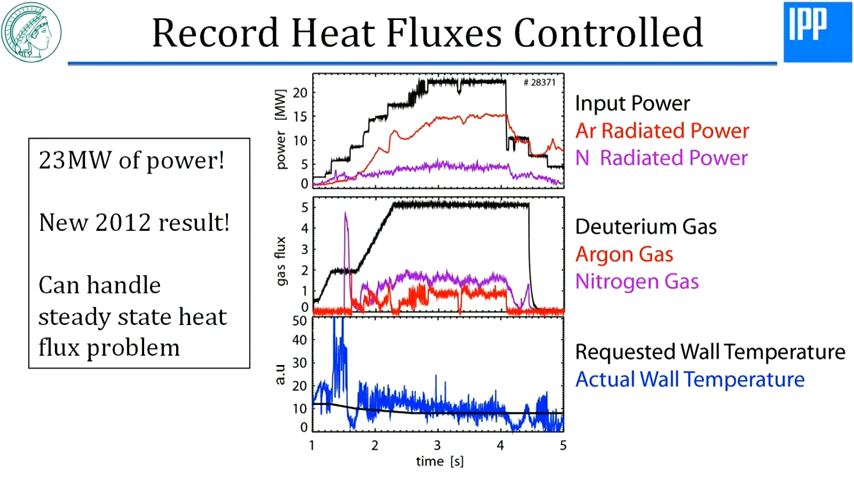 Record Heat Fluxes Controlled
IPP
23MW of power!
New 2012 result!
Can handle
steady state heat
flux problem
# 28371
power [MW]
20
15
10
5
0
Input Power
Ar Radiated Power
N Radiated Power
gas flux
5
4
3
2
1
0
Deuterium Gas
Argon Gas
Nitrogen Gas
a.u
50
40
30
20
10
0
Requested Wall Temperature
Actual Wall Temperature
1 2 3 4 5
time [s]